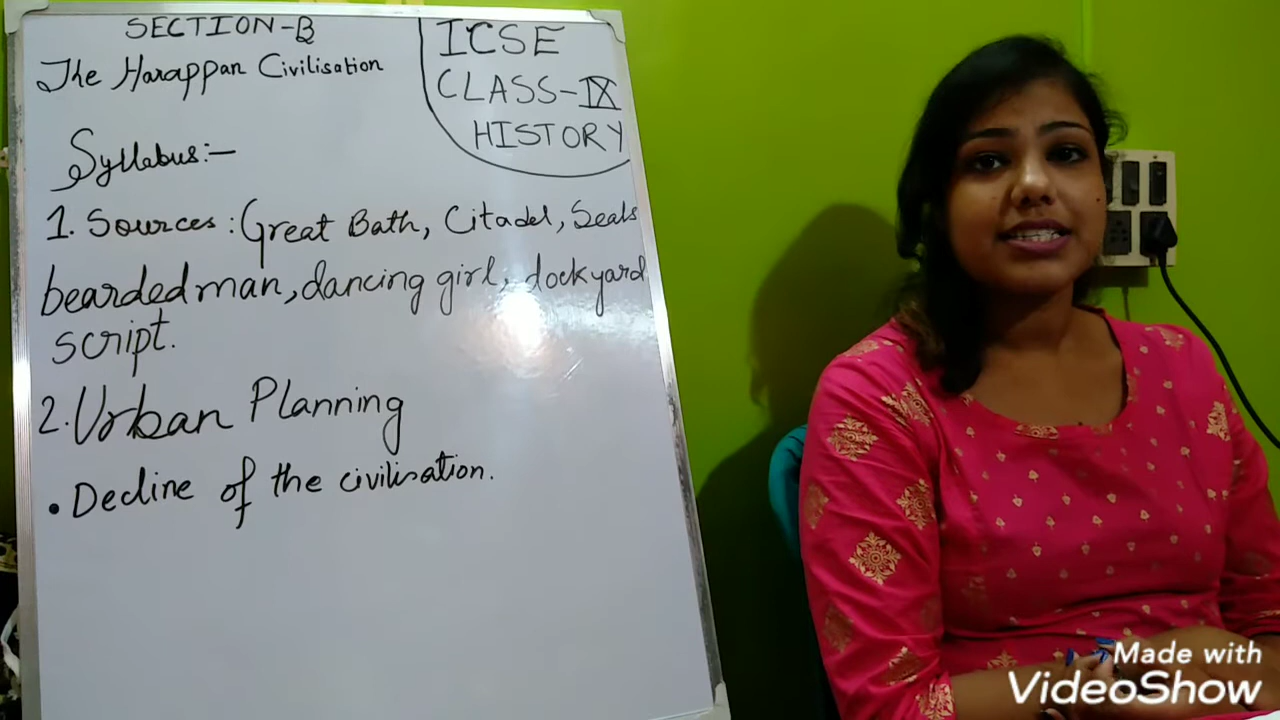 SECTION-B
The Harappan Civilisation
ICSE
CLASS-IX
HISTORY
Syllabus:-
1. Sources: Great Bath, Citadel, Seals
bearded man, dancing girl, dockyard
script.
2. Urban Planning
• Decline of the civilisation.
Made with
VideoShow